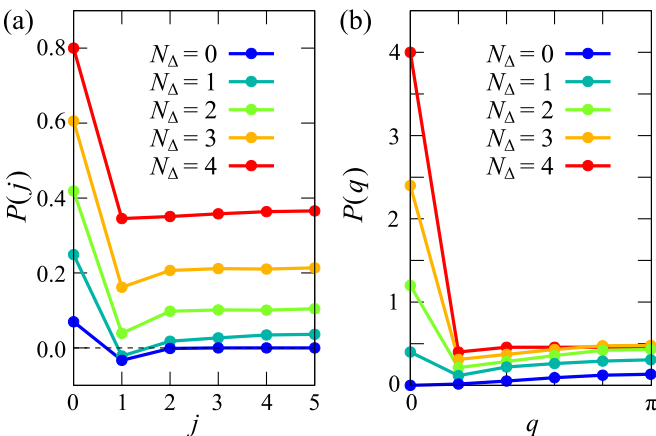 (a)
P(j)
0.8
0.6
0.4
0.2
0.0
N_Δ = 0
N_Δ = 1
N_Δ = 2
N_Δ = 3
N_Δ = 4
0 1 2 3 4 5
j
(b)
P(q)
4
3
2
1
0
N_Δ = 0
N_Δ = 1
N_Δ = 2
N_Δ = 3
N_Δ = 4
0 π
q